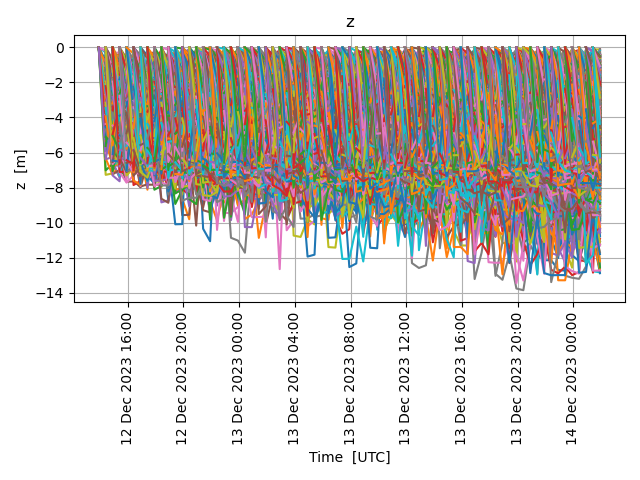 z
0
−2
−4
−6
−8
−10
−12
−14
z [m]
12 Dec 2023 16:00
12 Dec 2023 20:00
13 Dec 2023 00:00
13 Dec 2023 04:00
13 Dec 2023 08:00
13 Dec 2023 12:00
13 Dec 2023 16:00
13 Dec 2023 20:00
14 Dec 2023 00:00
Time [UTC]